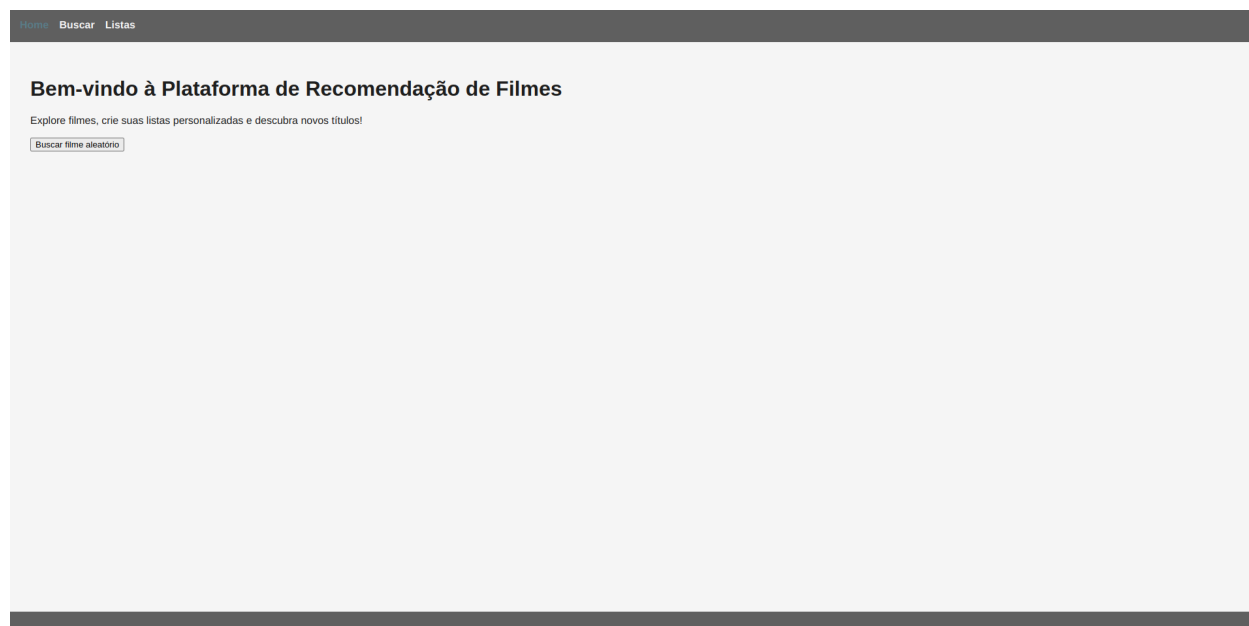 Home Buscar Listas
Bem-vindo à Plataforma de Recomendação de Filmes
Explore filmes, crie suas listas personalizadas e descubra novos títulos!
Buscar filme aleatório